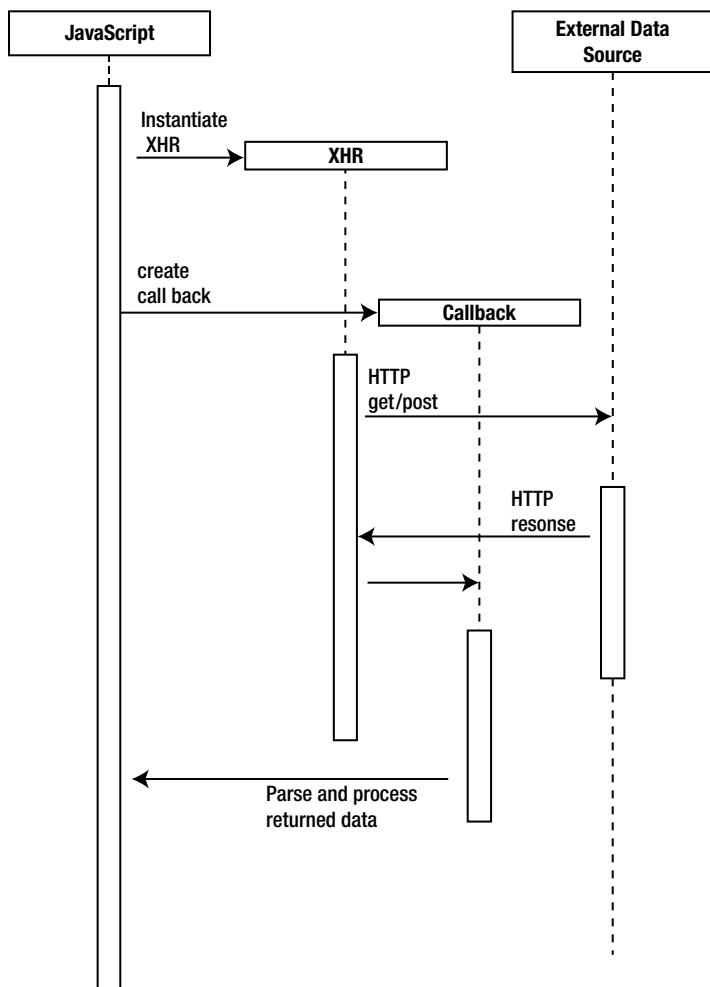 JavaScript
External Data
Source
Instantiate
XHR
XHR
create
call back
Callback
HTTP
get/post
HTTP
resonse
Parse and process
returned data